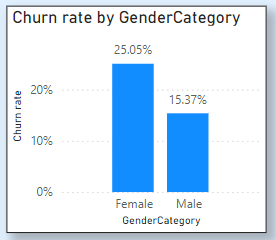 Churn rate by GenderCategory
25.05%
15.37%
20%
10%
0%
Churn rate
Female Male
GenderCategory